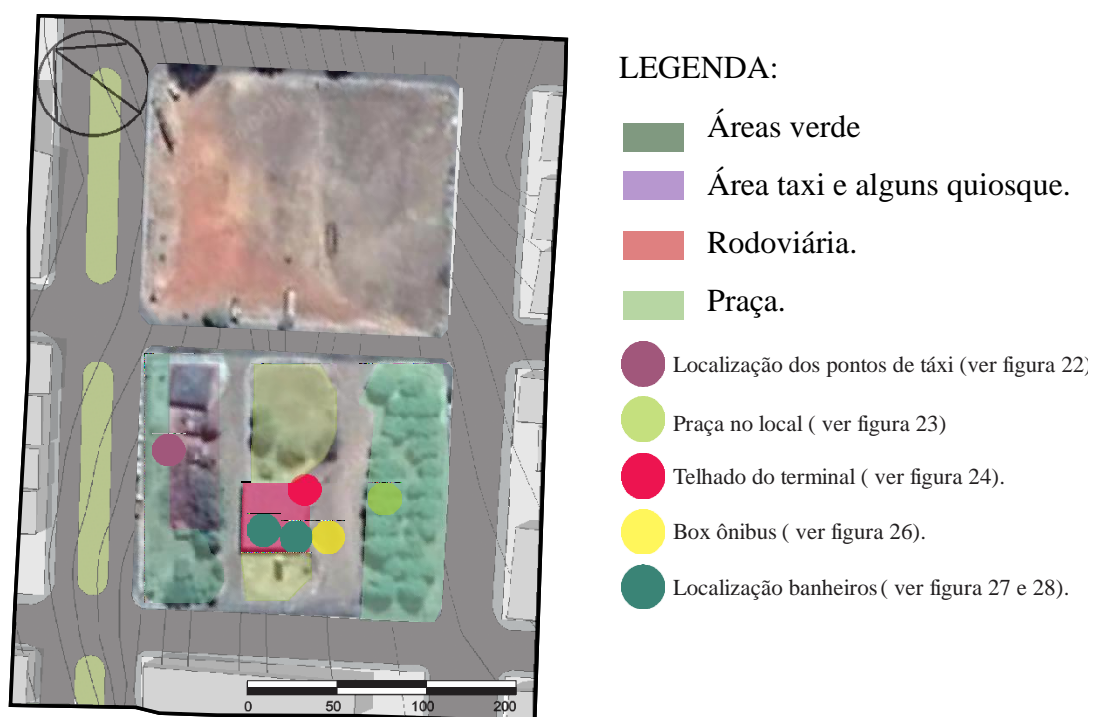 LEGENDA:
Áreas verde
Área taxi e alguns quiosque.
Rodoviária.
Praça.
Localização dos pontos de táxi (ver figura 22)
Praça no local ( ver figura 23)
Telhado do terminal ( ver figura 24).
Box ônibus ( ver figura 26).
Localização banheiros ( ver figura 27 e 28).
0 50 100 200